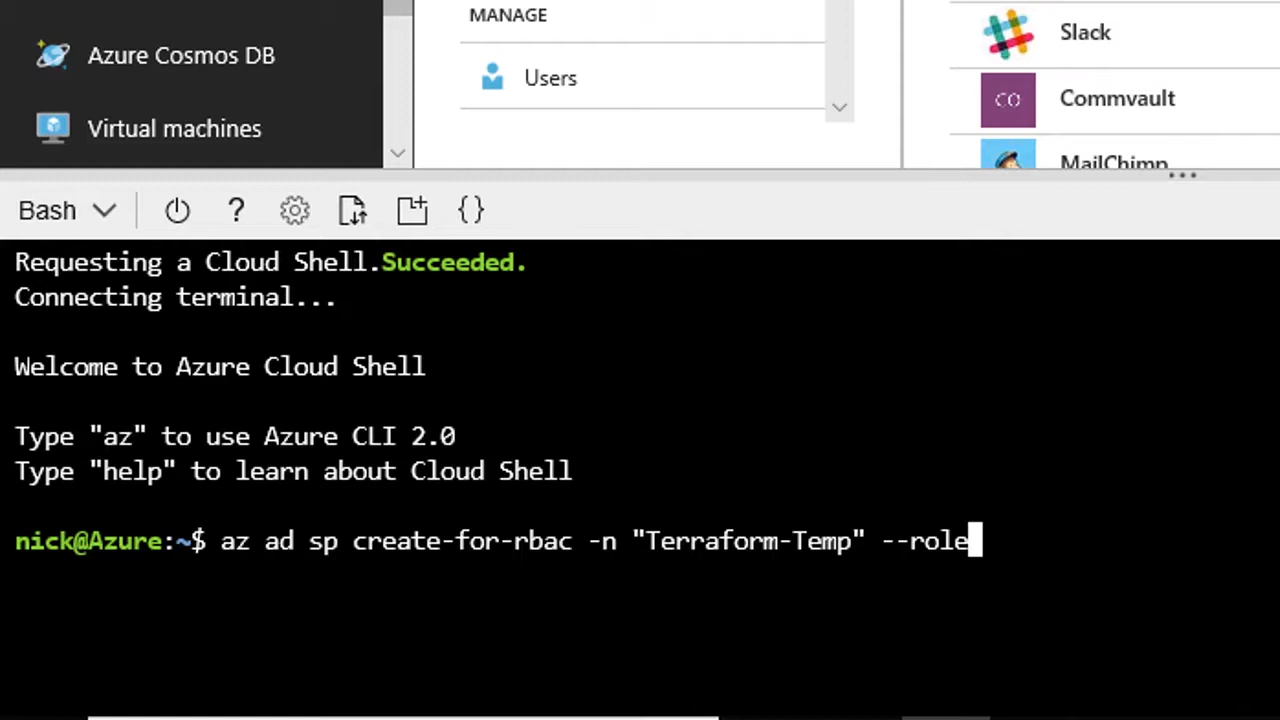 MANAGE
Slack
Azure Cosmos DB
Users
Commvault
Virtual machines
MailChimp
Bash
?
{}
Requesting a Cloud Shell.Succeeded.
Connecting terminal...
Welcome to Azure Cloud Shell
Type "az" to use Azure CLI 2.0
Type "help" to learn about Cloud Shell
nick@Azure:~$ az ad sp create-for-rbac -n "Terraform-Temp" --role
CO